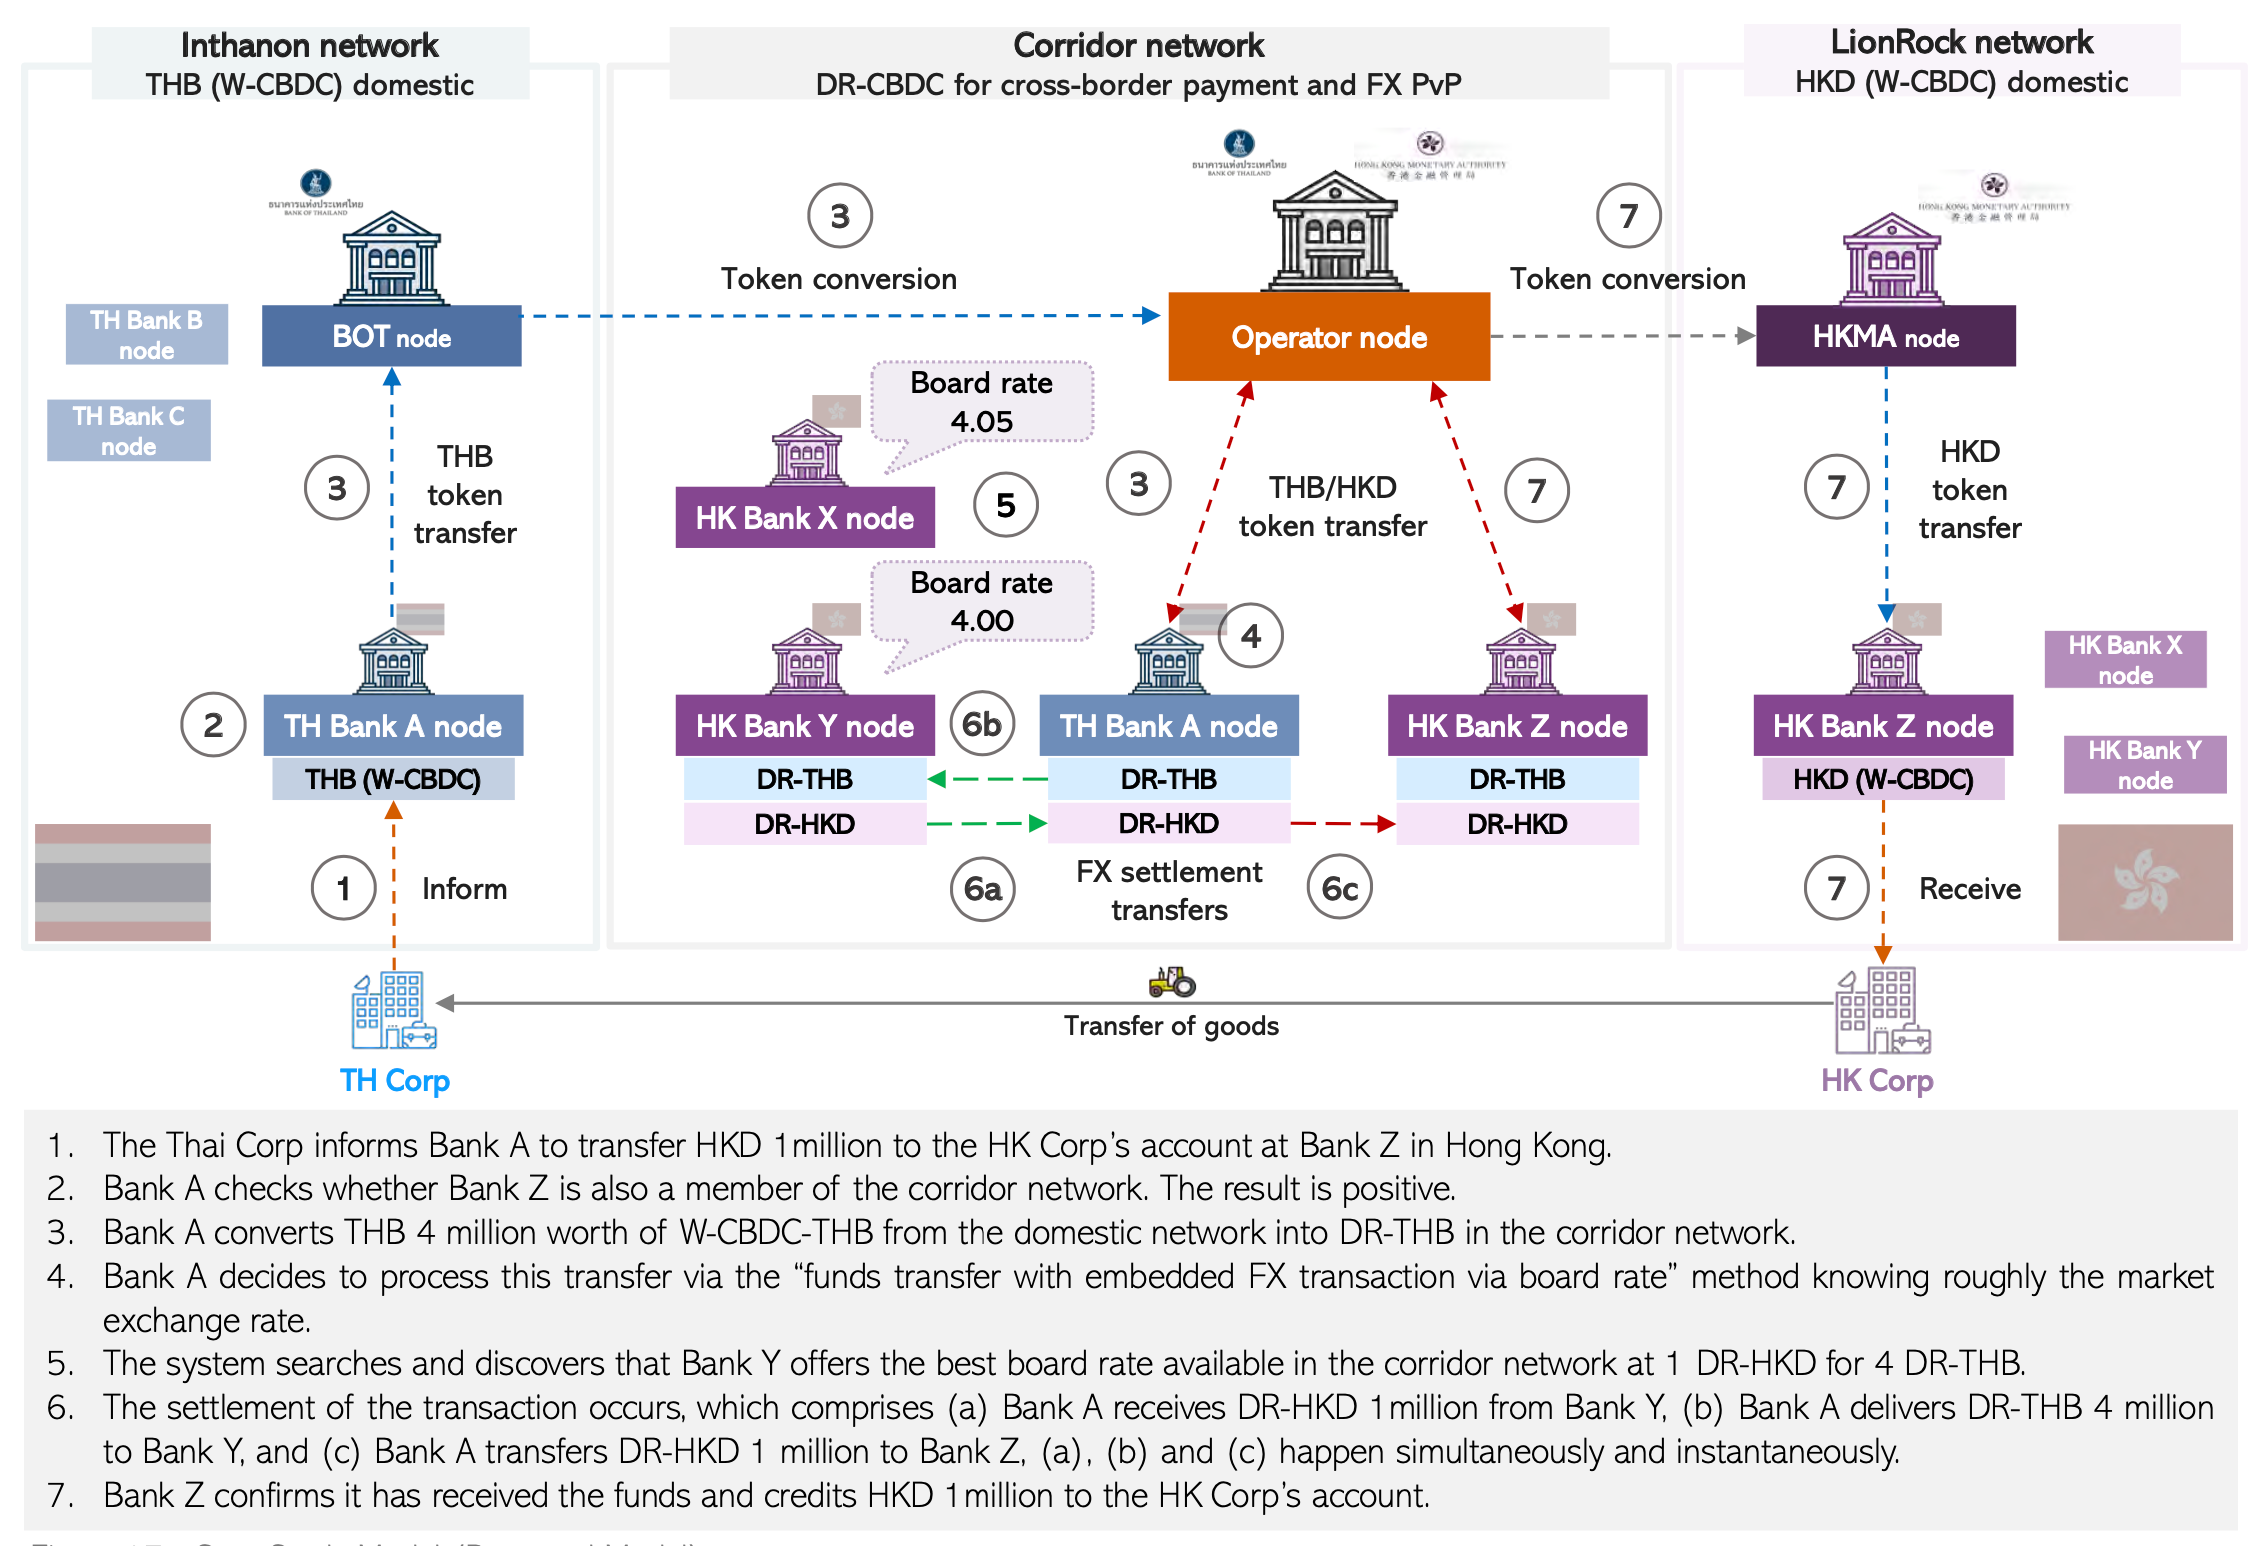 Inthanon network
THB (W-CBDC) domestic
Corridor network
DR-CBDC for cross-border payment and FX PvP
LionRock network
HKD (W-CBDC) domestic
ธนาคารแห่งประเทศไทย
BANK OF THAILAND
ธนาคารแห่งประเทศไทย
BANK OF THAILAND
HONG KONG MONETARY AUTHORITY
香港金融管理局
HONG KONG MONETARY AUTHORITY
香港金融管理局
3
Token conversion
7
Token conversion
TH Bank B
node
BOT node
Operator node
HKMA node
TH Bank C
node
3
THB
token
transfer
Board rate
4.05
HK Bank X node
5
3
THB/HKD
token transfer
7
7
HKD
token
transfer
Board rate
4.00
4
2
TH Bank A node
THB (W-CBDC)
HK Bank Y node
DR-THB
DR-HKD
6b
TH Bank A node
DR-THB
DR-HKD
HK Bank Z node
DR-THB
DR-HKD
HK Bank Z node
HKD (W-CBDC)
HK Bank X
node
HK Bank Y
node
1
Inform
6a
FX settlement
transfers
6c
7
Receive
Transfer of goods
TH Corp
HK Corp
1. The Thai Corp informs Bank A to transfer HKD 1million to the HK Corp's account at Bank Z in Hong Kong.
2. Bank A checks whether Bank Z is also a member of the corridor network. The result is positive.
3. Bank A converts THB 4 million worth of W-CBDC-THB from the domestic network into DR-THB in the corridor network.
4. Bank A decides to process this transfer via the “funds transfer with embedded FX transaction via board rate” method knowing roughly the market
exchange rate.
5. The system searches and discovers that Bank Y offers the best board rate available in the corridor network at 1 DR-HKD for 4 DR-THB.
6. The settlement of the transaction occurs, which comprises (a) Bank A receives DR-HKD 1million from Bank Y, (b) Bank A delivers DR-THB 4 million
to Bank Y, and (c) Bank A transfers DR-HKD 1 million to Bank Z, (a), (b) and (c) happen simultaneously and instantaneously.
7. Bank Z confirms it has received the funds and credits HKD 1million to the HK Corp's account.